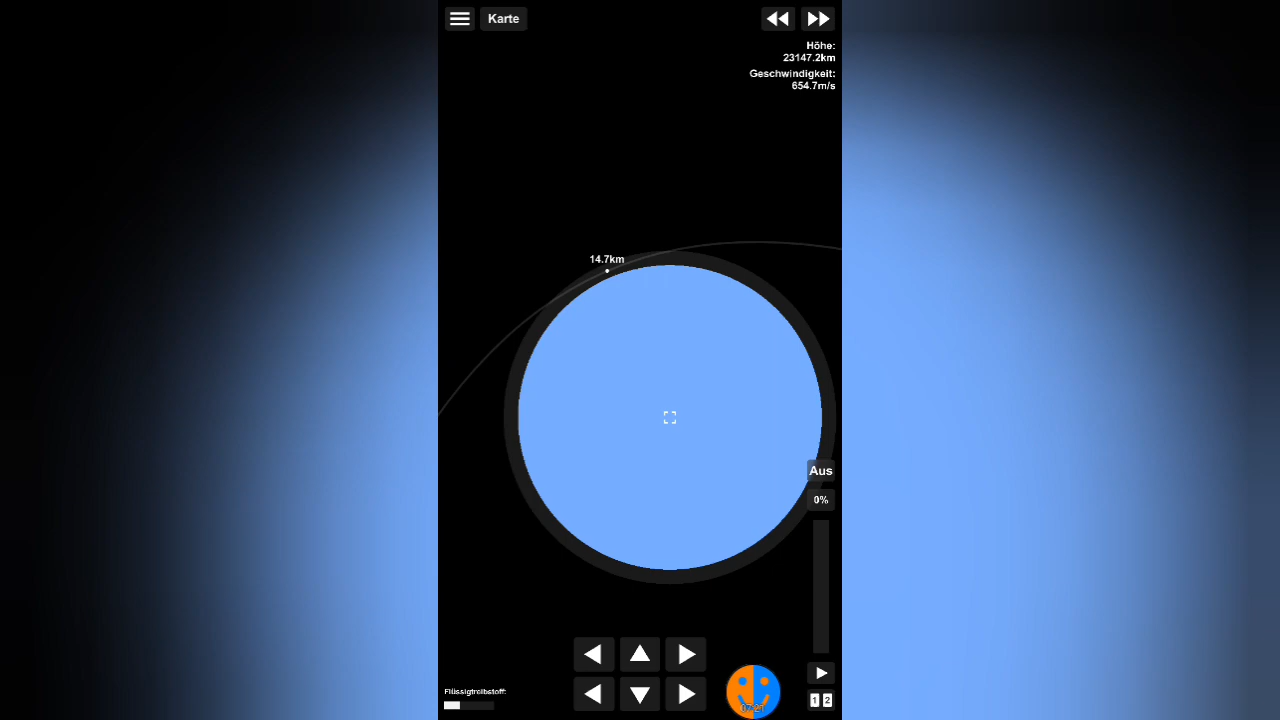 Karte
Höhe:
23147.2km
Geschwindigkeit:
654.7m/s
14.7km
Aus
0%
Flüssigtreibstoff:
1 2